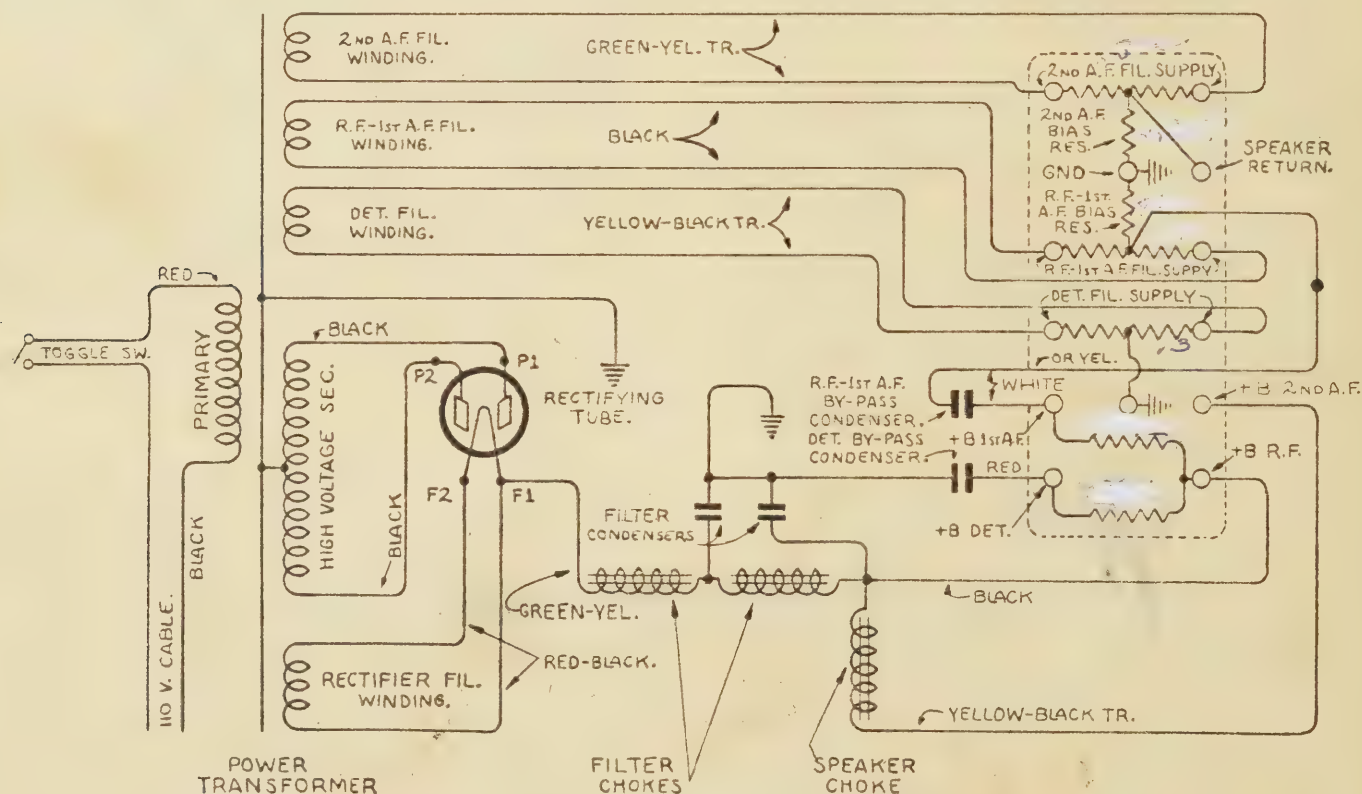 2ND A.F. FIL.
WINDING.
GREEN-YEL. TR.
2ND A.F. FIL. SUPPLY
2ND A.F.
BIAS
RES.
SPEAKER
RETURN.
R.F.-1ST A.F. FIL.
WINDING.
BLACK
GND
R.F.-1ST
A.F. BIAS
RES.
DET. FIL.
WINDING.
YELLOW-BLACK TR.
R.F.-1ST A.F. FIL. SUPPY
RED
DET. FIL. SUPPLY
TOGGLE SW.
PRIMARY
BLACK
110 V. CABLE.
BLACK
HIGH VOLTAGE SEC.
P2
P1
RECTIFYING
TUBE.
3
OR YEL.
WHITE
R.F.-1ST A.F.
BY-PASS
CONDENSER.
DET. BY-PASS
CONDENSER.
+B 1ST A.F.
+B 2ND A.F.
RED
+B R.F.
F2
F1
BLACK
FILTER
CONDENSERS
+B DET.
GREEN-YEL.
BLACK
RED-BLACK.
RECTIFIER FIL.
WINDING.
YELLOW-BLACK TR.
POWER
TRANSFORMER
FILTER
CHOKES
SPEAKER
CHOKE